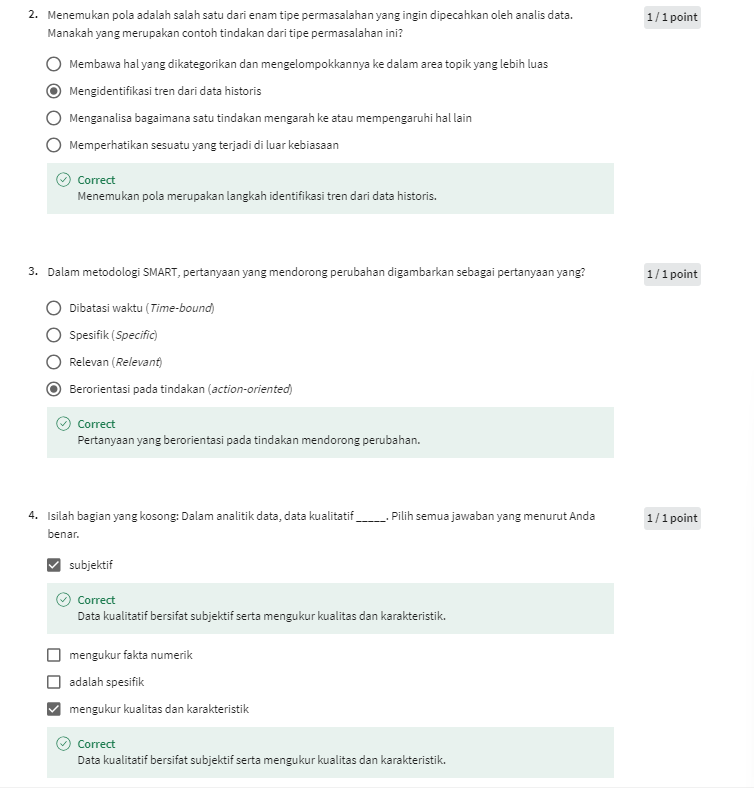 2. Menemukan pola adalah salah satu dari enam tipe permasalahan yang ingin dipecahkan oleh analis data. 1 / 1 point
Manakah yang merupakan contoh tindakan dari tipe permasalahan ini?
Membawa hal yang dikategorikan dan mengelompokkannya ke dalam area topik yang lebih luas
Mengidentifikasi tren dari data historis
Menganalisa bagaimana satu tindakan mengarah ke atau mempengaruhi hal lain
Memperhatikan sesuatu yang terjadi di luar kebiasaan
Correct
Menemukan pola merupakan langkah identifikasi tren dari data historis.
3. Dalam metodologi SMART, pertanyaan yang mendorong perubahan digambarkan sebagai pertanyaan yang? 1 / 1 point
Dibatasi waktu (Time-bound)
Spesifik (Specific)
Relevan (Relevant)
Berorientasi pada tindakan (action-oriented)
Correct
Pertanyaan yang berorientasi pada tindakan mendorong perubahan.
4. Isilah bagian yang kosong: Dalam analitik data, data kualitatif _____. Pilih semua jawaban yang menurut Anda 1 / 1 point
benar.
subjektif
Correct
Data kualitatif bersifat subjektif serta mengukur kualitas dan karakteristik.
mengukur fakta numerik
adalah spesifik
mengukur kualitas dan karakteristik
Correct
Data kualitatif bersifat subjektif serta mengukur kualitas dan karakteristik.